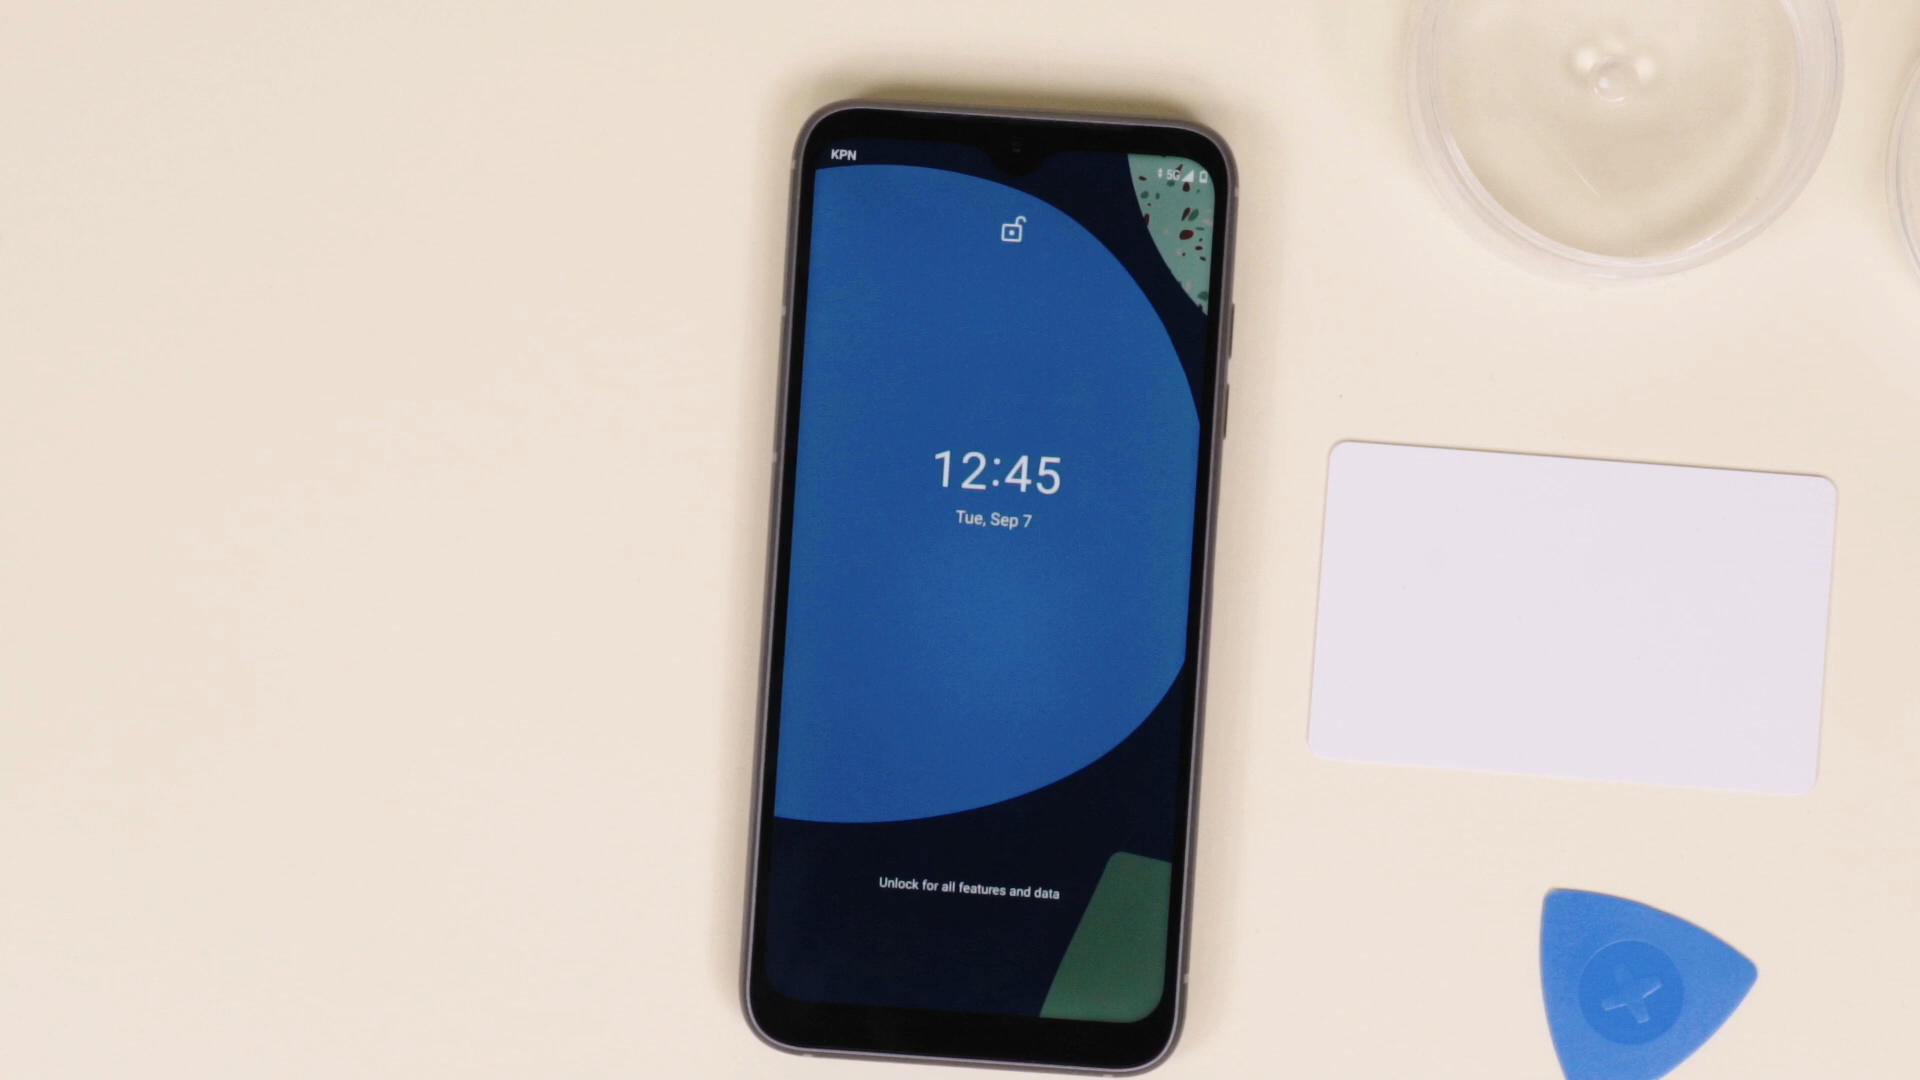 KPN
5G
12:45
Tue, Sep 7
Unlock for all features and data